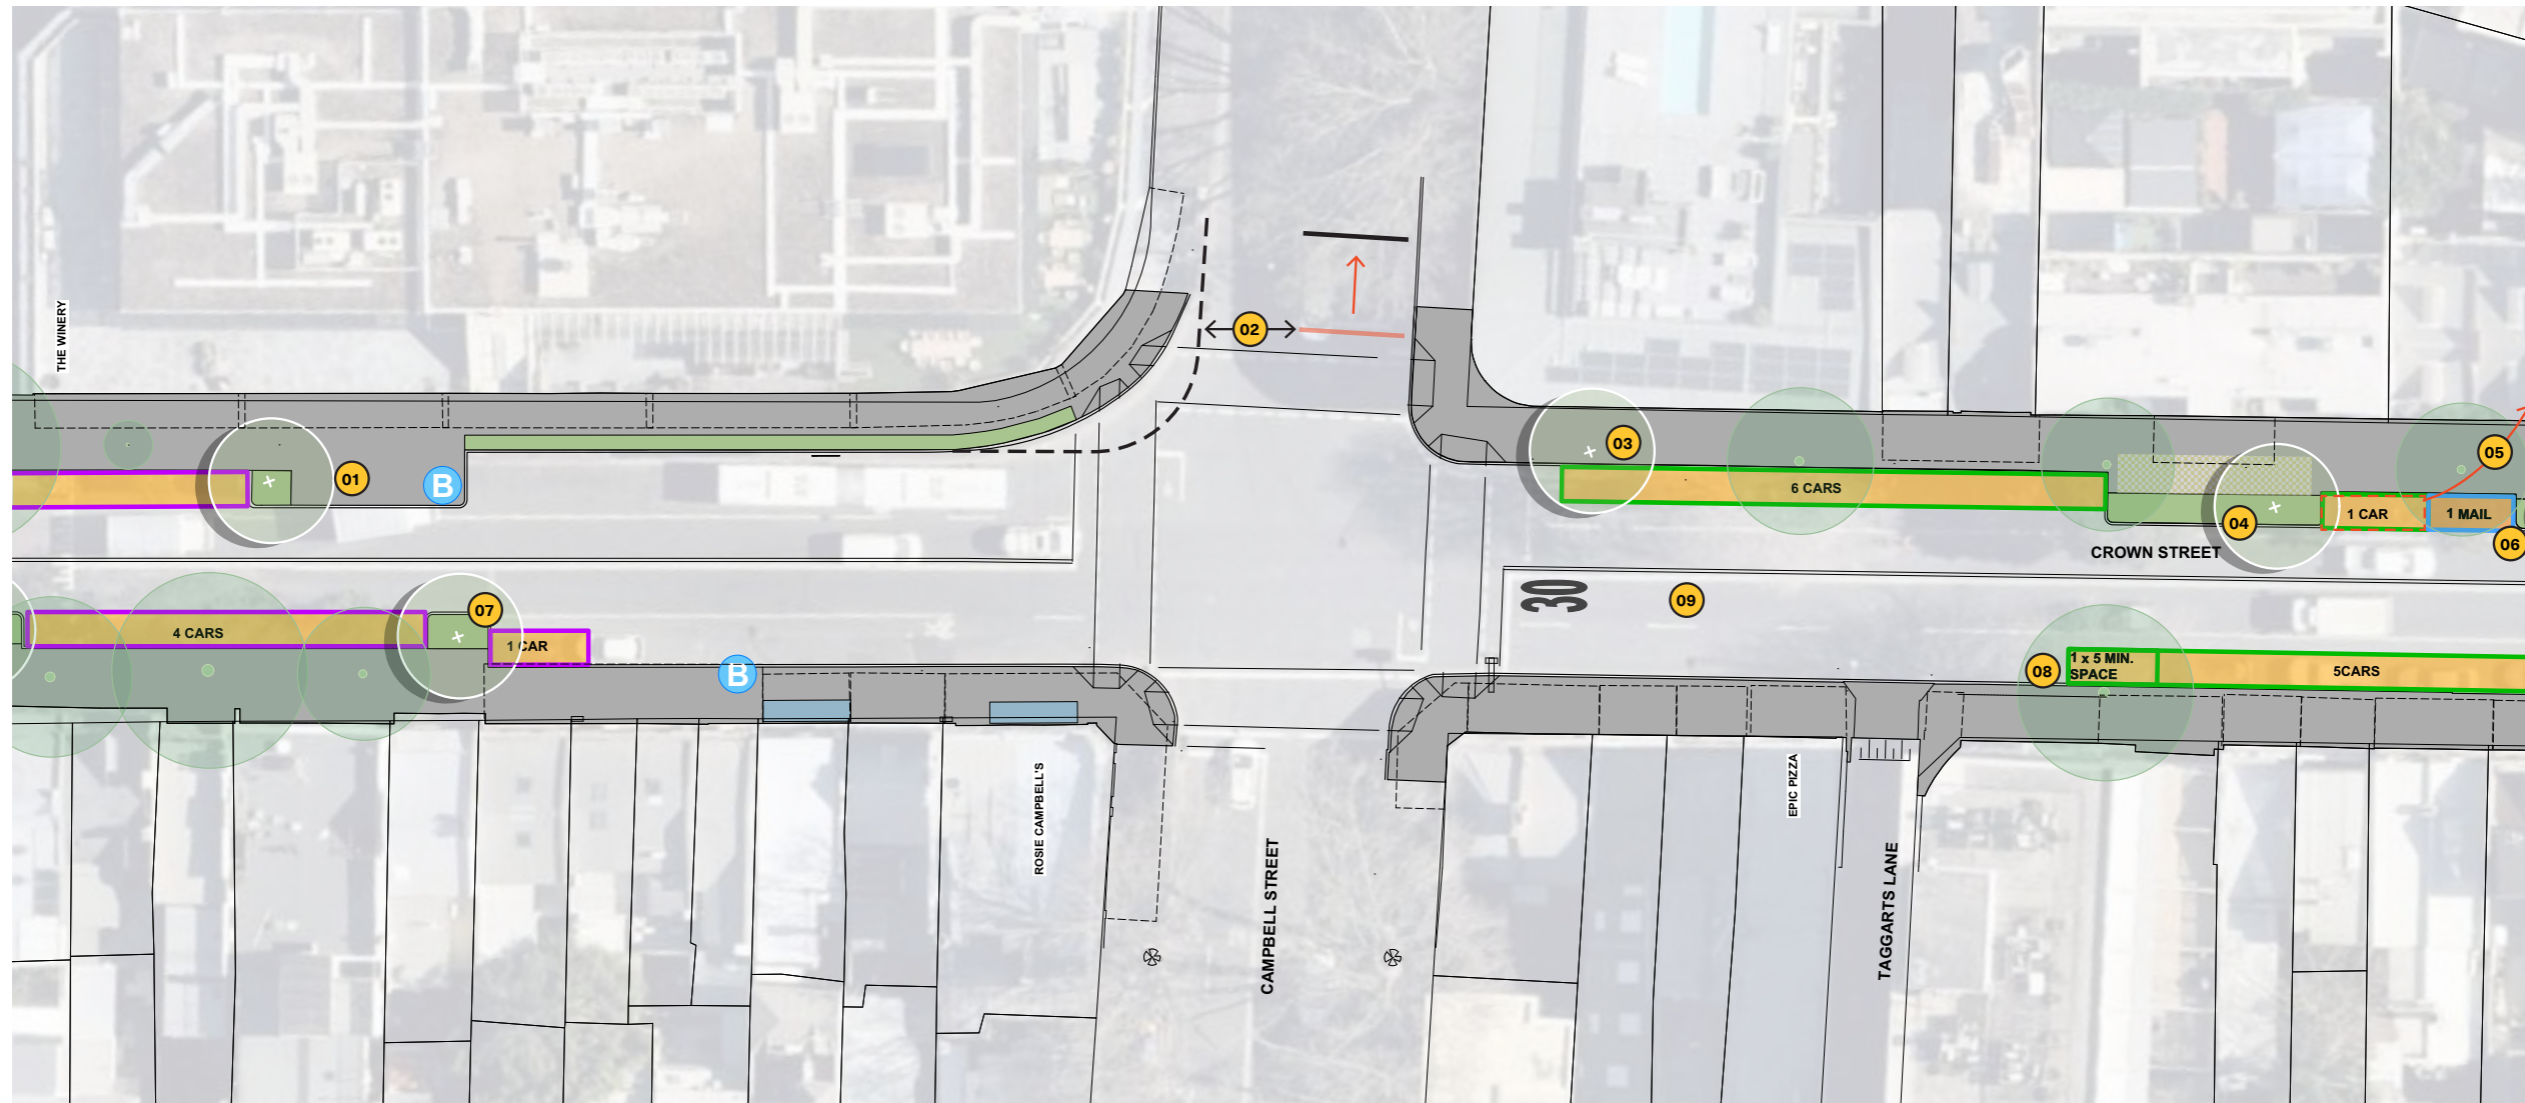 THE WINERY
02
03
01
B
6 CARS
05
1 CAR
1 MAIL
04
06
CROWN STREET
30
09
07
4 CARS
1 CAR
B
08
1 x 5 MIN.
SPACE
5CARS
ROSIE CAMPBELL'S
EPIC PIZZA
CAMPBELL STREET
TAGGARTS LANE